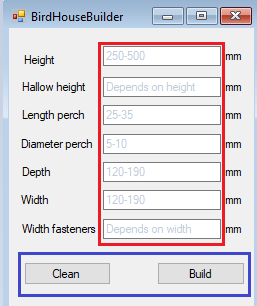 BirdHouseBuilder
Height 250-500 mm
Hallow height Depends on height mm
Length perch 25-35 mm
Diameter perch 5-10 mm
Depth 120-190 mm
Width 120-190 mm
Width fasteners Depends on width mm
Clean Build